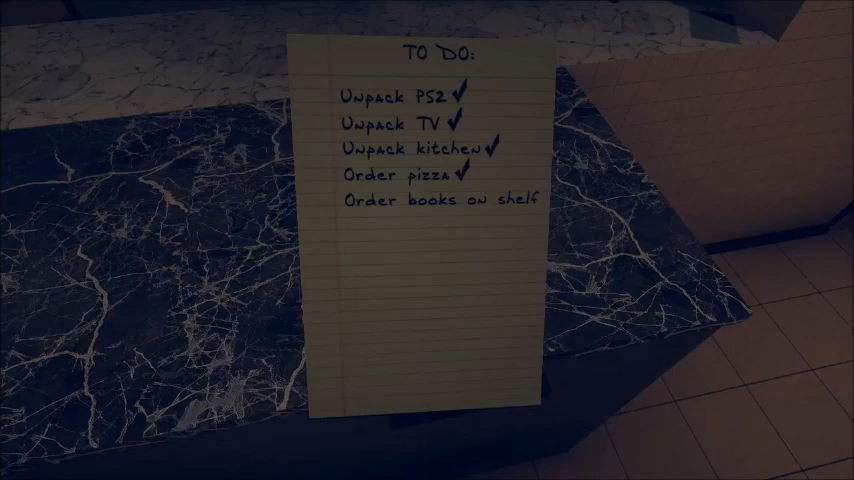 TO DO:
Unpack PS2 ✓
Unpack TV ✓
Unpack kitchen ✓
Order pizza ✓
Order books on shelf